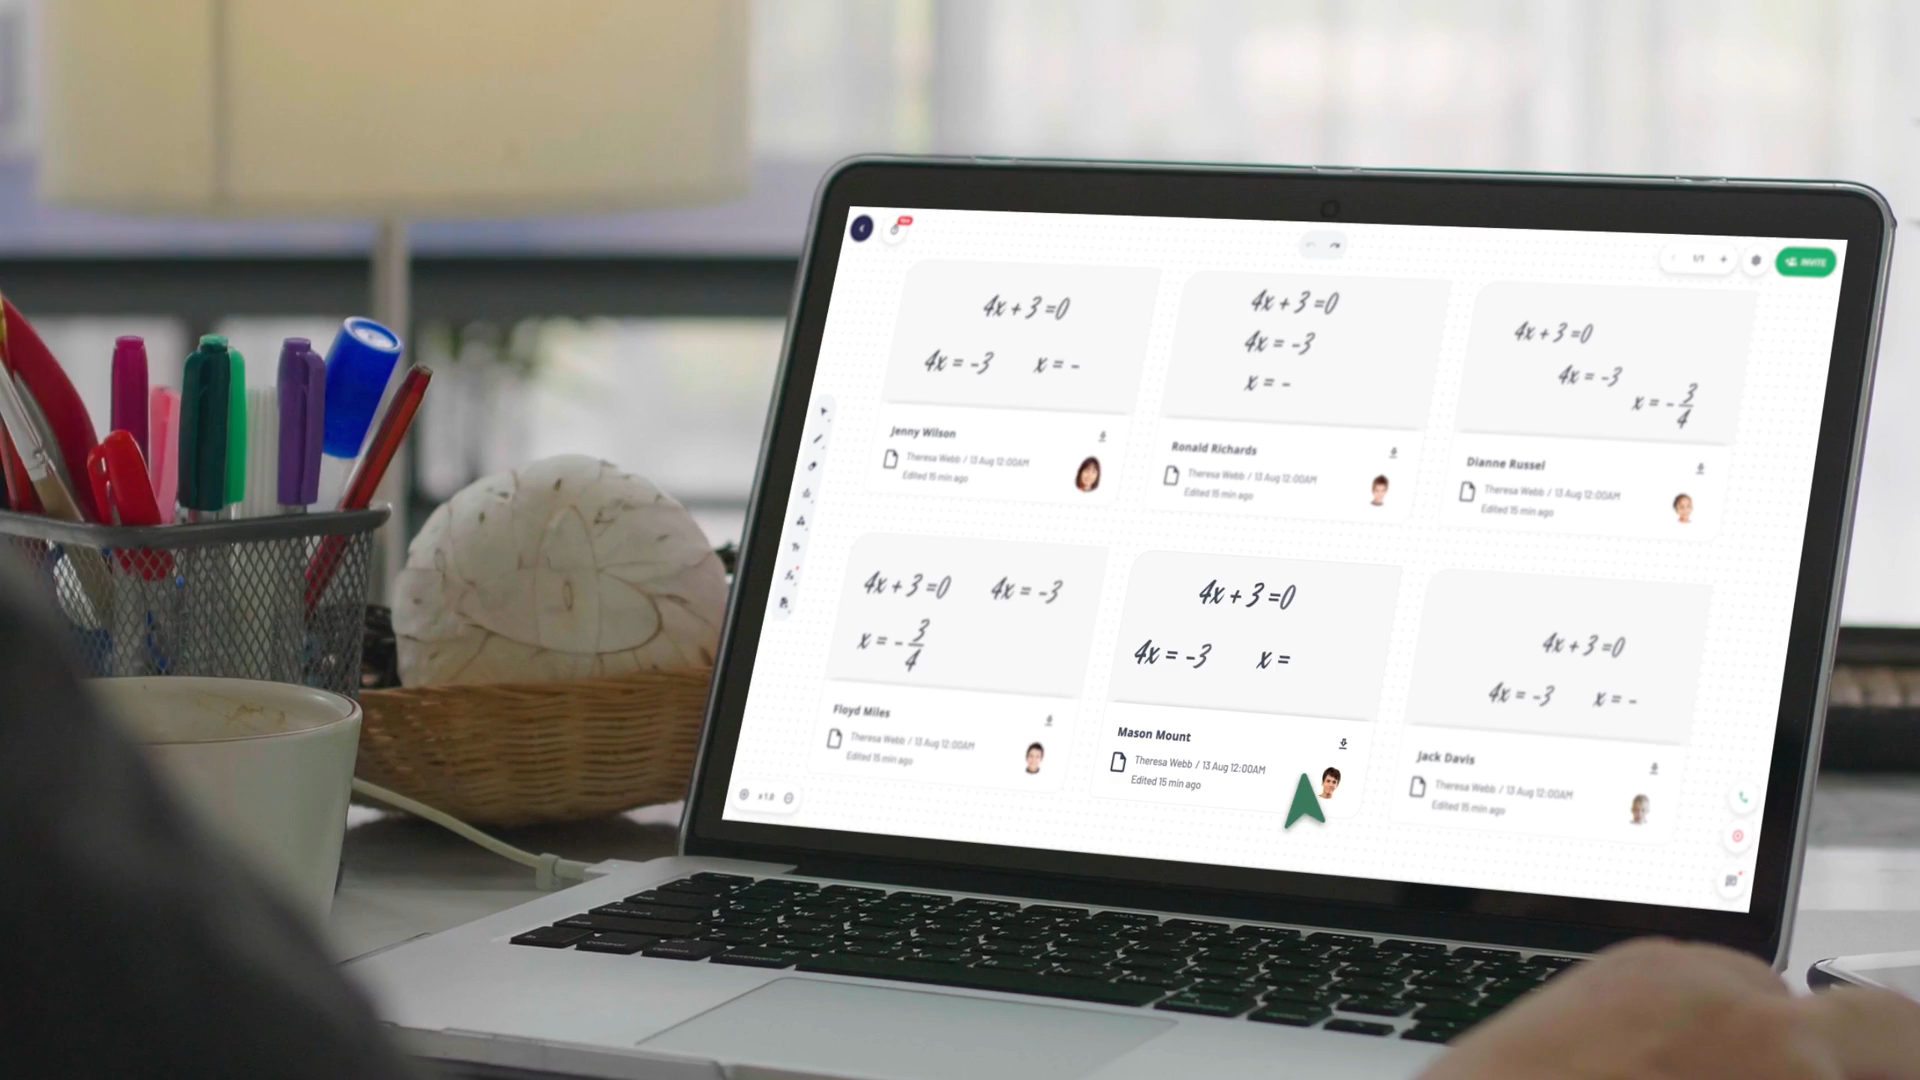 1/1 + INVITE
4x + 3 =0
4x = -3 x = -
Jenny Wilson
Theresa Webb / 13 Aug 12:00AM
Edited 15 min ago
4x + 3 =0
4x = -3
x = -
Ronald Richards
Theresa Webb / 13 Aug 12:00AM
Edited 15 min ago
4x + 3 =0
4x = -3
x = - 3/4
Dianne Russel
Theresa Webb / 13 Aug 12:00AM
Edited 15 min ago
4x + 3 =0 4x = -3
x = - 3/4
Floyd Miles
Theresa Webb / 13 Aug 12:00AM
Edited 15 min ago
4x + 3 =0
4x = -3 x =
Mason Mount
Theresa Webb / 13 Aug 12:00AM
Edited 15 min ago
4x + 3 =0
4x = -3 x = -
Jack Davis
Theresa Webb / 13 Aug 12:00AM
Edited 15 min ago
x 1.0